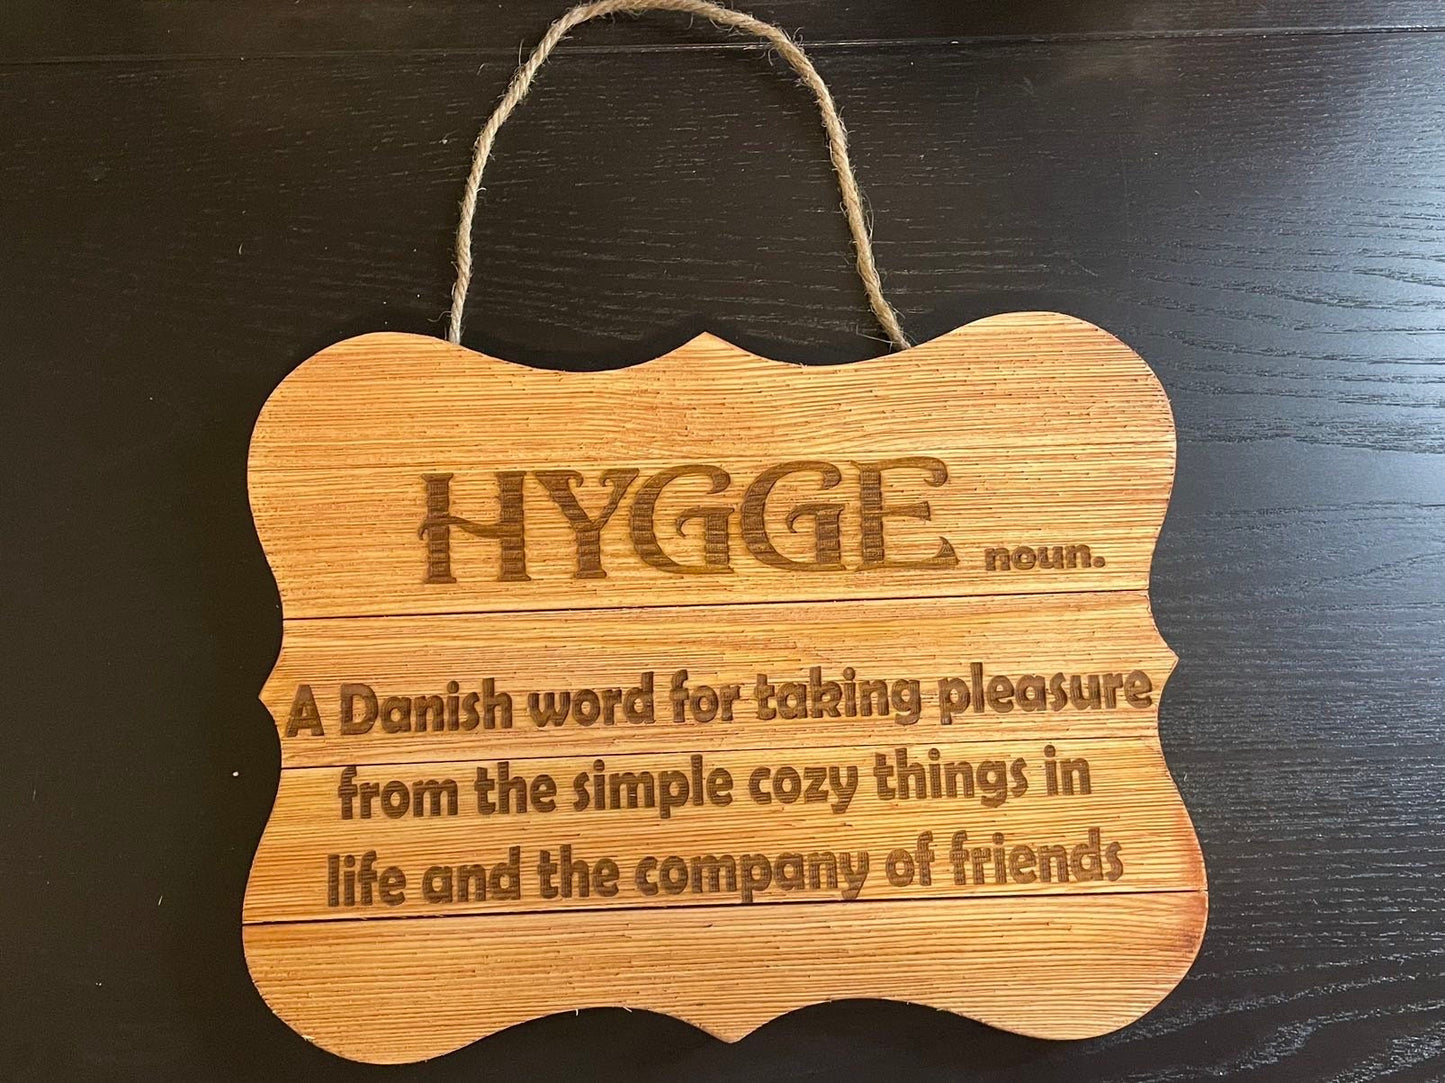 HYGGE noun.
A Danish word for taking pleasure
from the simple cozy things in
life and the company of friends